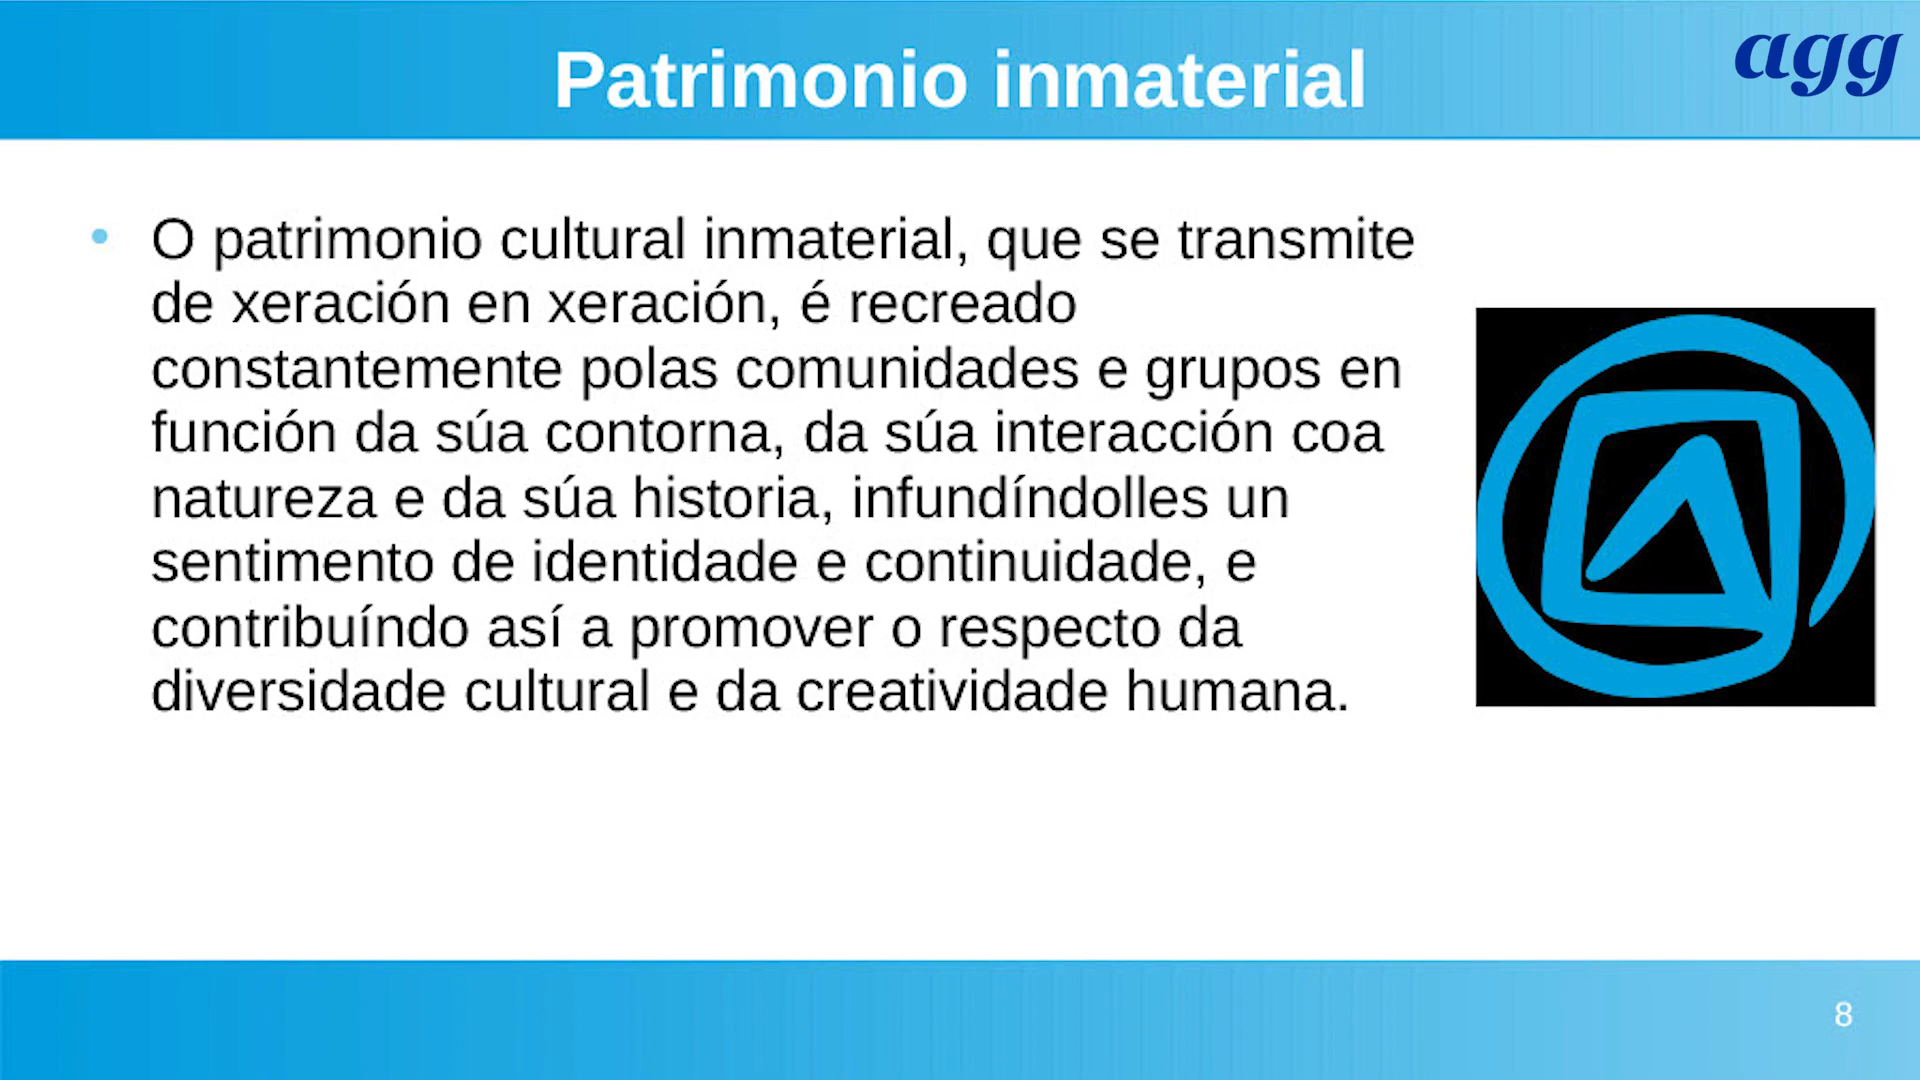 Patrimonio inmaterial
agg
• O patrimonio cultural inmaterial, que se transmite
de xeración en xeración, é recreado
constantemente polas comunidades e grupos en
función da súa contorna, da súa interacción coa
natureza e da súa historia, infundíndolles un
sentimento de identidade e continuidade, e
contribuíndo así a promover o respecto da
diversidade cultural e da creatividade humana.
8